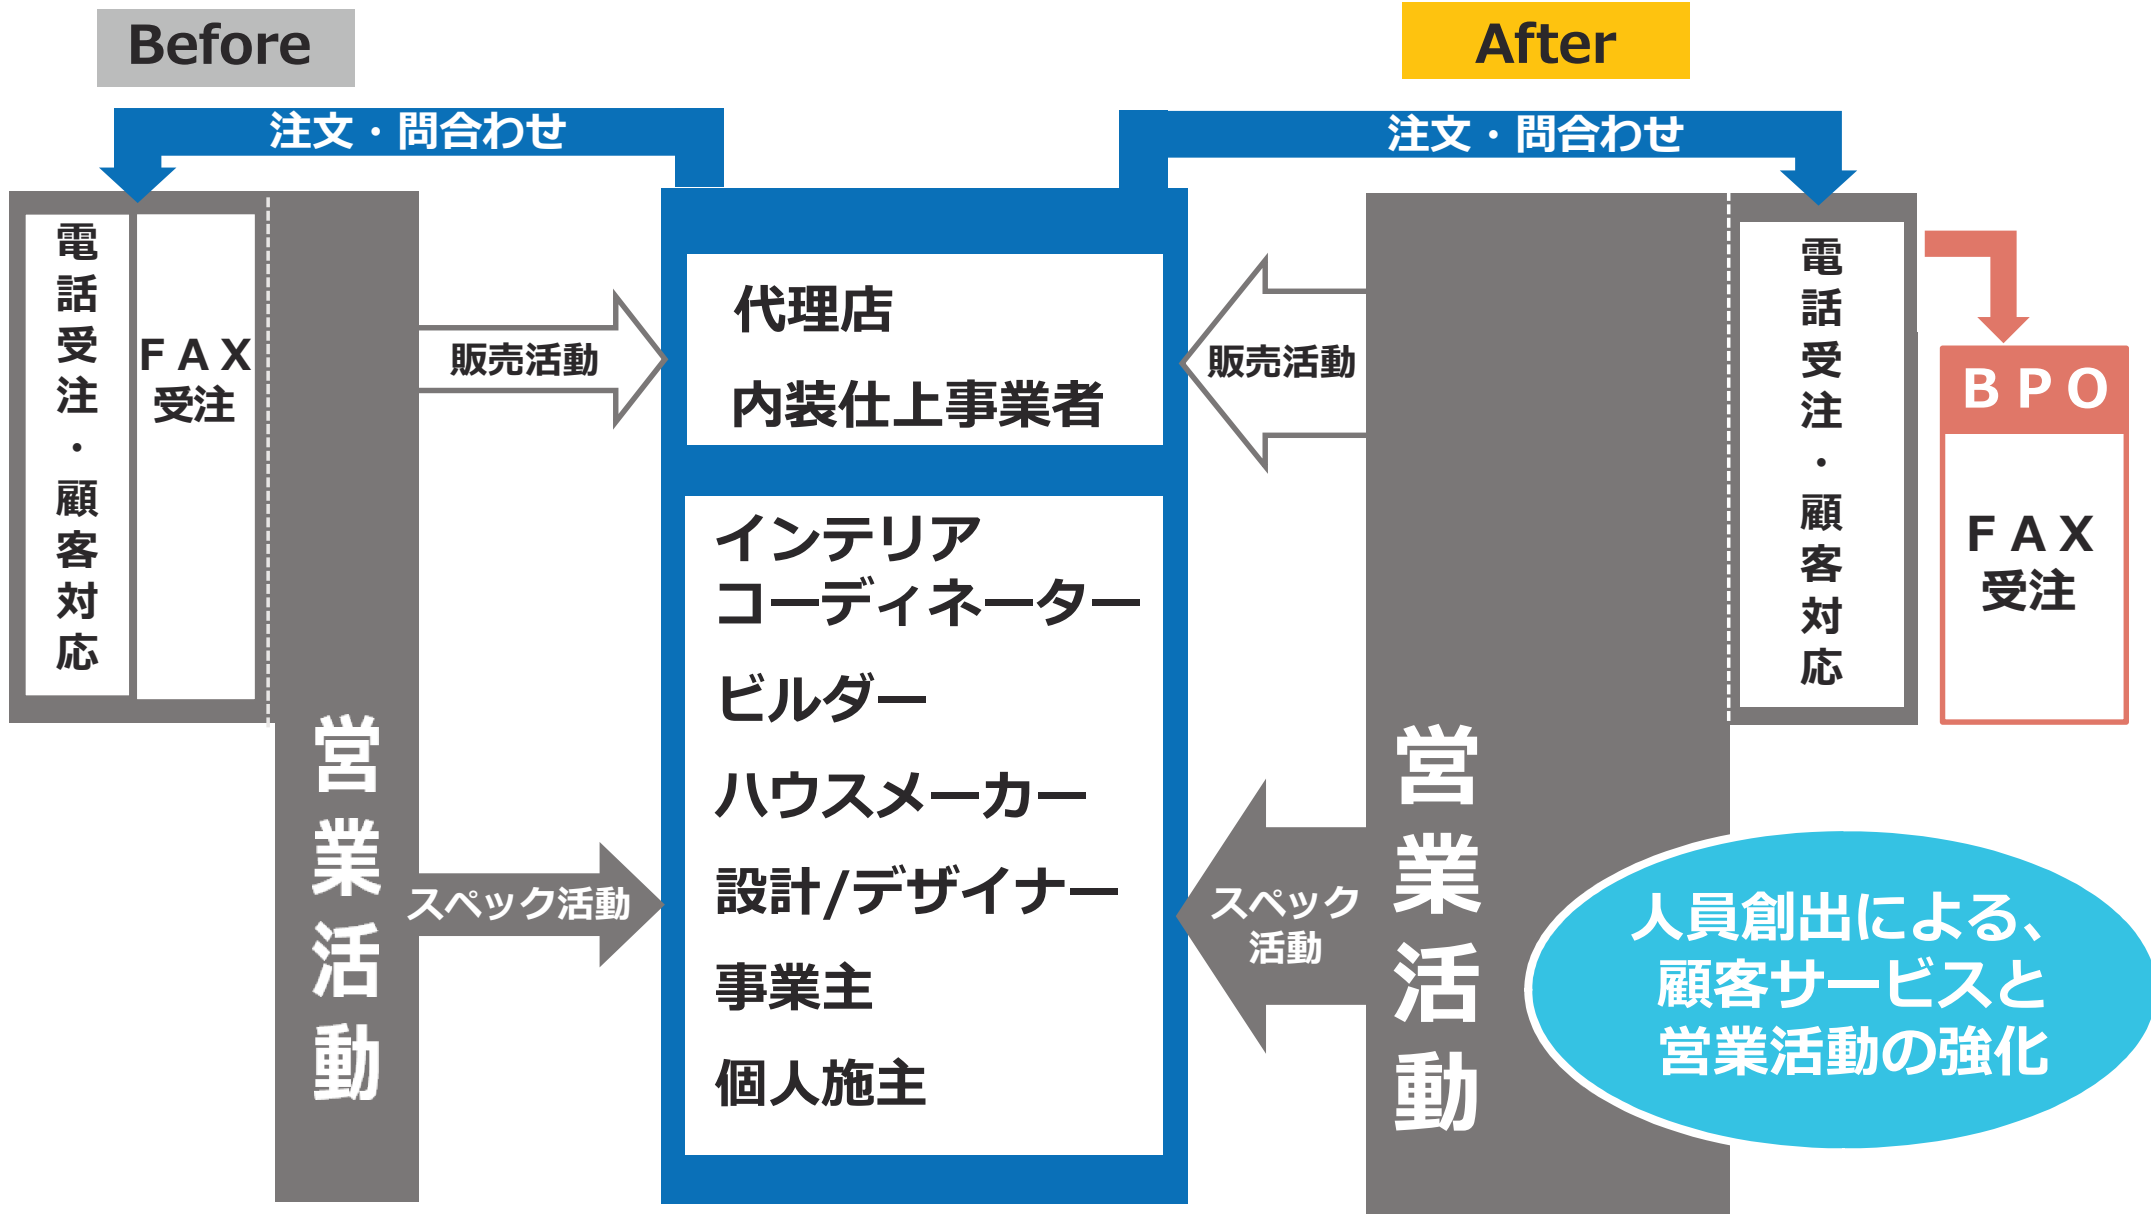 Before
After
注文・問合わせ
注文・問合わせ
電話受注・顧客対応
ＦＡＸ
受注
営業活動
販売活動
スペック活動
代理店
内装仕上事業者
インテリア
コーディネーター
ビルダー
ハウスメーカー
設計/デザイナー
事業主
個人施主
販売活動
スペック
活動
営業活動
電話受注・顧客対応
ＢＰＯ
ＦＡＸ
受注
人員創出による、
顧客サービスと
営業活動の強化